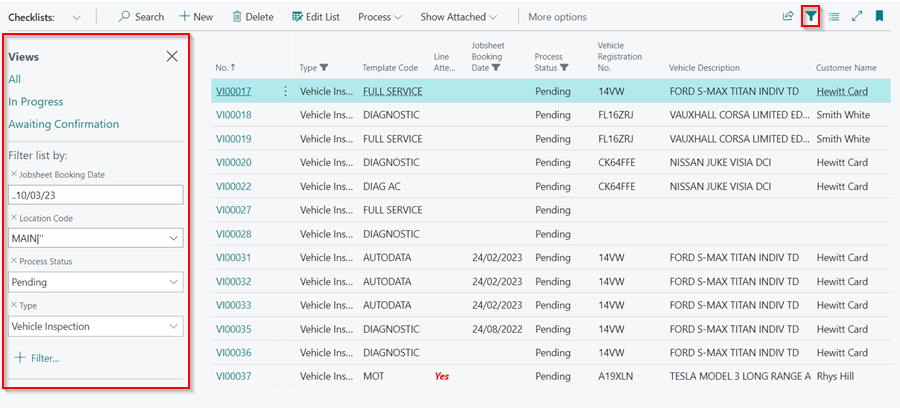 Checklists: Search + New Delete Edit List Process Show Attached More options
Views
All
In Progress
Awaiting Confirmation
Filter list by:
× Jobsheet Booking Date
..10/03/23
× Location Code
MAIN|''
× Process Status
Pending
× Type
Vehicle Inspection
+ Filter...
No. ↑ Type Template Code Line Atte... Jobsheet Booking Date Process Status Vehicle Registration No. Vehicle Description Customer Name
VI00017 Vehicle Ins... FULL SERVICE Pending 14VW FORD S-MAX TITAN INDIV TD Hewitt Card
VI00018 Vehicle Ins... DIAGNOSTIC Pending FL16ZRJ VAUXHALL CORSA LIMITED ED... Smith White
VI00019 Vehicle Ins... FULL SERVICE Pending FL16ZRJ VAUXHALL CORSA LIMITED ED... Smith White
VI00020 Vehicle Ins... DIAGNOSTIC Pending CK64FFE NISSAN JUKE VISIA DCI Hewitt Card
VI00022 Vehicle Ins... DIAG AC Pending CK64FFE NISSAN JUKE VISIA DCI Hewitt Card
VI00027 Vehicle Ins... FULL SERVICE Pending
VI00028 Vehicle Ins... DIAGNOSTIC Pending
VI00031 Vehicle Ins... AUTODATA 24/02/2023 Pending 14VW FORD S-MAX TITAN INDIV TD Hewitt Card
VI00032 Vehicle Ins... AUTODATA 24/02/2023 Pending 14VW FORD S-MAX TITAN INDIV TD Hewitt Card
VI00033 Vehicle Ins... AUTODATA 24/02/2023 Pending 14VW FORD S-MAX TITAN INDIV TD Hewitt Card
VI00035 Vehicle Ins... DIAGNOSTIC 24/08/2022 Pending 14VW FORD S-MAX TITAN INDIV TD Hewitt Card
VI00036 Vehicle Ins... DIAGNOSTIC Pending 14VW FORD S-MAX TITAN INDIV TD Hewitt Card
VI00037 Vehicle Ins... MOT Yes Pending A19XLN TESLA MODEL 3 LONG RANGE A Rhys Hill